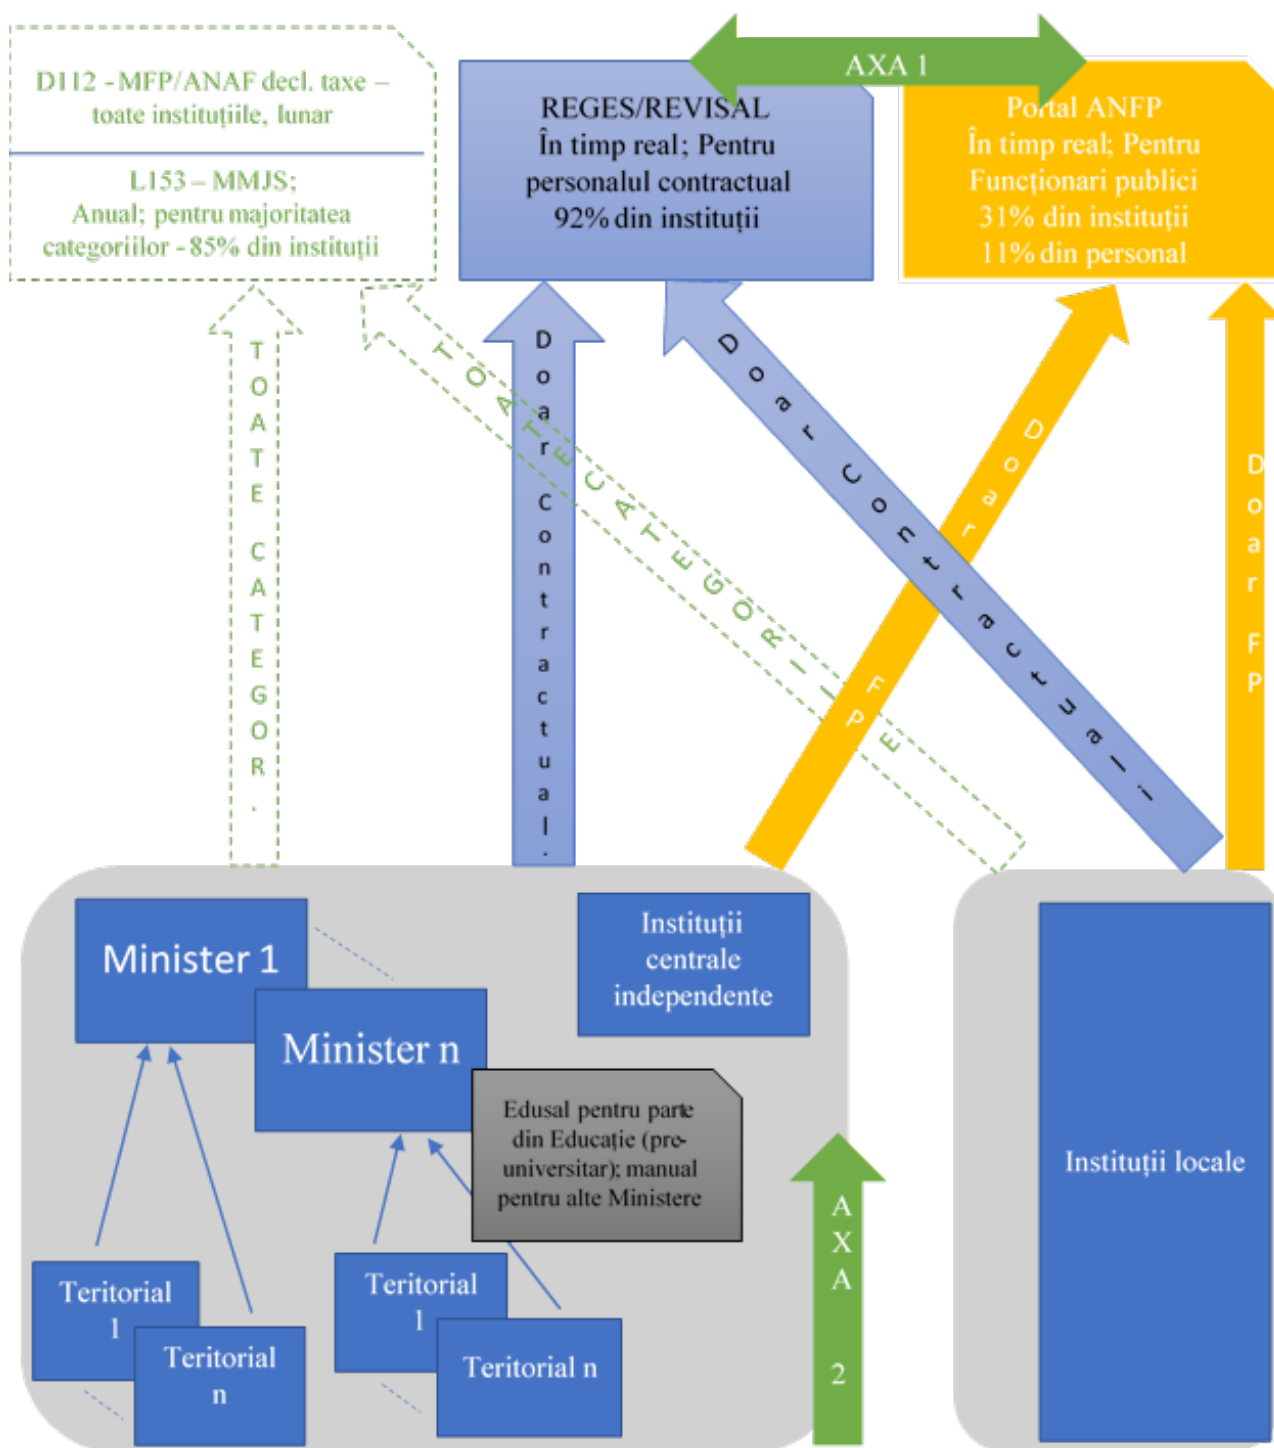 AXA 1
D112 - MFP/ANAF decl. taxe –
toate instituțiile, lunar
L153 – MMJS;
Anual; pentru majoritatea
categoriilor - 85% din instituții
REGES/REVISAL
În timp real; Pentru
personalul contractual
92% din instituții
Portal ANFP
În timp real; Pentru
Funcționari publici
31% din instituții
11% din personal
TOATE CATEGOR.
Doar Contractual.
TOATE CATEGORIILE
Doar Contractuali
Doar FP
Doar FP
Minister 1
Minister n
Instituții
centrale
independente
Edusal pentru parte
din Educație (pre-
universitar); manual
pentru alte Ministere
Teritorial
1
Teritorial
n
Teritorial
1
Teritorial n
AXA 2
Instituții locale